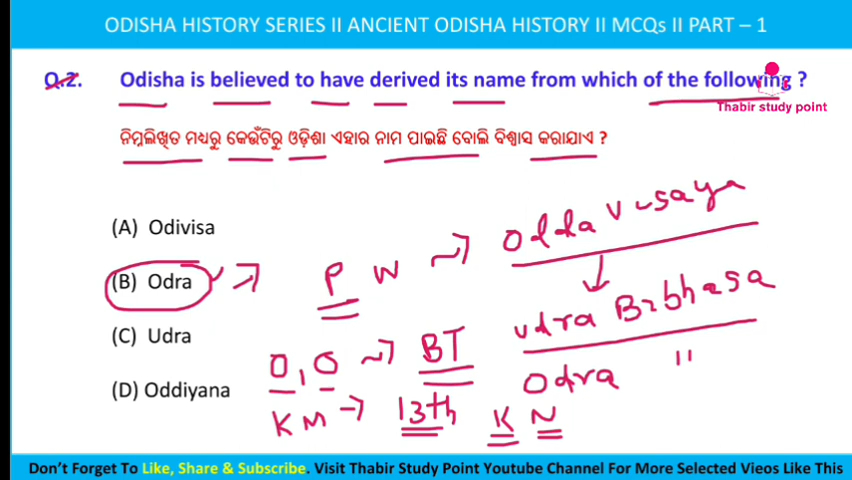 ODISHA HISTORY SERIES II ANCIENT ODISHA HISTORY II MCQs II PART – 1
Q.2. Odisha is believed to have derived its name from which of the following ?
Thabir study point
ନିମ୍ନଲିଖିତ ମଧ୍ୟରୁ କେଉଁଟିରୁ ଓଡ଼ିଶା ଏହାର ନାମ ପାଇଛି ବୋଲି ବିଶ୍ୱାସ କରାଯାଏ ?
(A) Odivisa
(B) Odra
P W Odda
(C) Udra
udra
O, O BT
Odra "
(D) Oddiyana
KM 13th K N
Don't Forget To Like, Share & Subscribe. Visit Thabir Study Point Youtube Channel For More Selected Vieos Like This